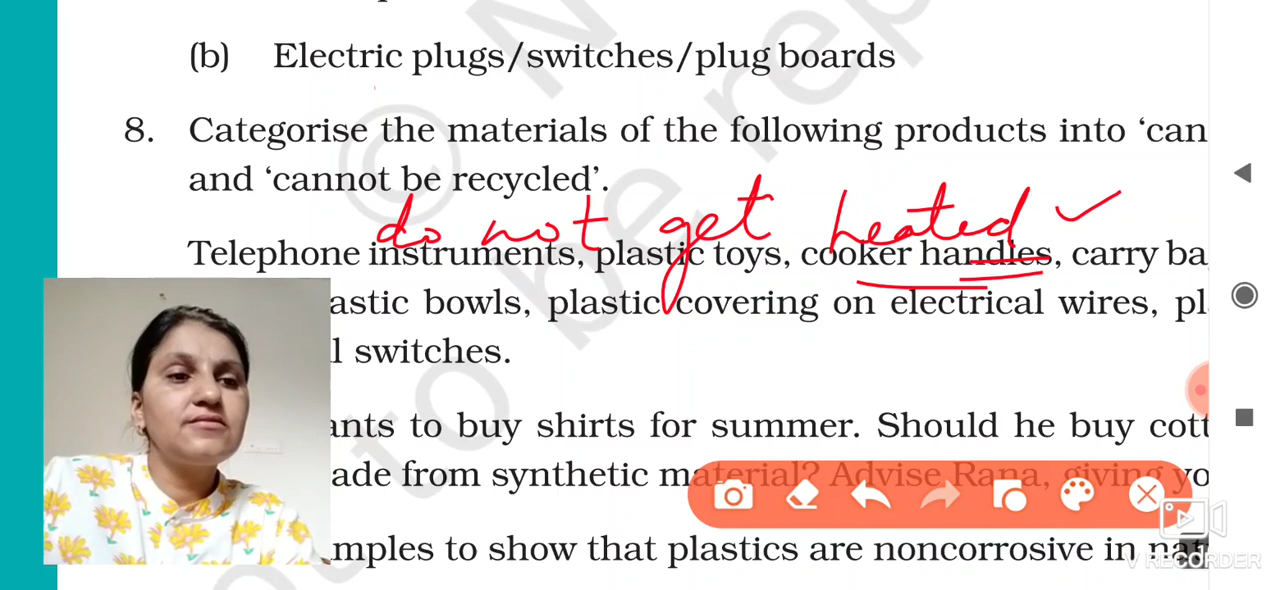 (b) Electric plugs/switches/plug boards
8. Categorise the materials of the following products into ‘can
and ‘cannot be recycled’.
do not get heated
Telephone instruments, plastic toys, cooker handles, carry ba
astic bowls, plastic covering on electrical wires, pl
l switches.
ants to buy shirts for summer. Should he buy cott
ade from synthetic material? Advise Rana, giving yo
mples to show that plastics are noncorrosive in nat
V RECORDER